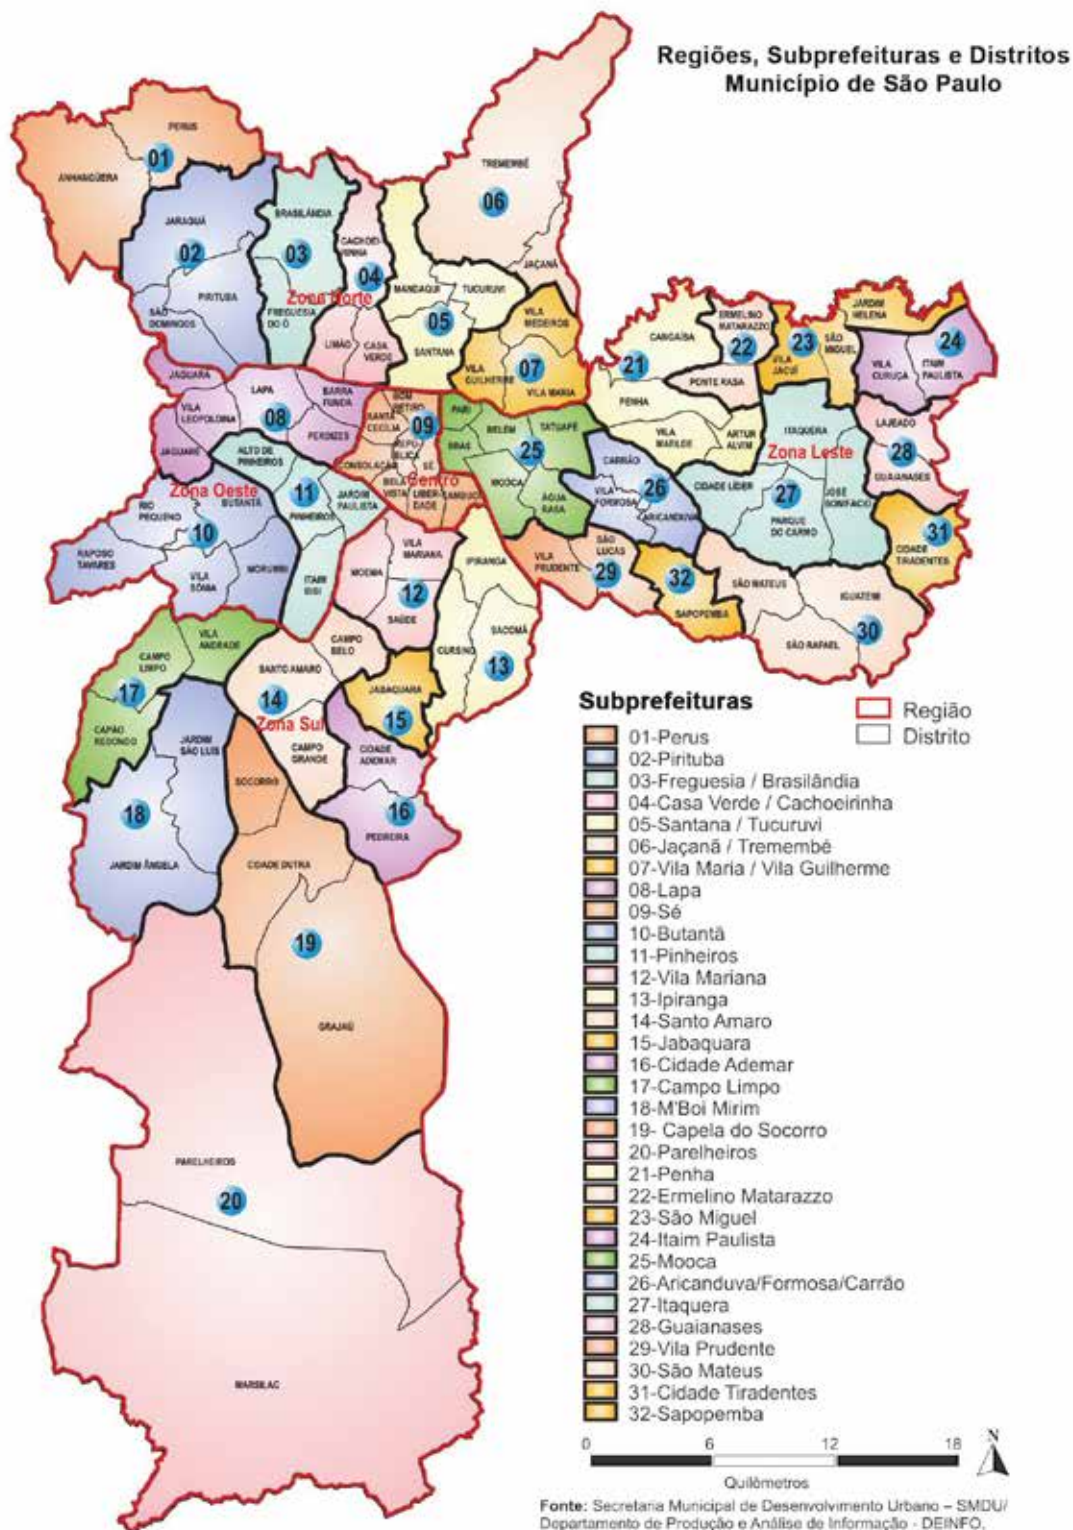 Regiões, Subprefeituras e Distritos
Município de São Paulo
PERUS
01
ANHANGÜERA
TREMEMBÉ
06
JAÇANÃ
JARAGUÁ
02
PIRITUBA
SÃO
DOMINGOS
BRASILÂNDIA
03
Zona Norte
FREGUESIA
DO Ó
CACHOEI-
RINHA
04
LIMÃO
CASA
VERDE
MANDAQUI
TUCURUVI
05
SANTANA
VILA
MEDEIROS
07
VILA
GUILHERME
VILA MARIA
CANGAÍBA
21
PENHA
VILA
MATILDE
ARTUR
ALVIM
ERMELINO
MATARAZZO
22
PONTE RASA
23
SÃO
MIGUEL
VILA
JACUÍ
JARDIM
HELENA
24
VILA
CURUÇA
ITAIM
PAULISTA
JAGUARA
LAPA
BARRA
FUNDA
VILA
LEOPOLDINA
08
PERDIZES
JAGUARÉ
BOM
RETIRO
SANTA
CECÍLIA
09
REPÚ-
BLICA
SÉ
CONSOLAÇÃO
Centro
BELA
VISTA
LIBER-
DADE
CAMBUCI
PARI
BELÉM
TATUAPÉ
BRÁS
25
MOOCA
ÁGUA
RASA
CARRÃO
VILA
FORMOSA
26
ARICANDUVA
ITAQUERA
Zona Leste
CIDADE LÍDER
27
JOSÉ
BONIFÁCIO
PARQUE
DO CARMO
LAJEADO
28
GUAIANASES
31
CIDADE
TIRADENTES
ALTO DE
PINHEIROS
11
PINHEIROS
JARDIM
PAULISTA
ITAIM
BIBI
Zona Oeste
RIO
PEQUENO
BUTANTÃ
10
RAPOSO
TAVARES
VILA
SÔNIA
MORUMBI
VILA
MARIANA
MOEMA
12
SAÚDE
IPIRANGA
SACOMÃ
CURSINO
13
VILA
PRUDENTE
SÃO
LUCAS
29
32
SAPOPEMBA
SÃO MATEUS
IGUATEMI
SÃO RAFAEL
30
VILA
ANDRADE
CAMPO
LIMPO
17
CAPÃO
REDONDO
CAMPO
BELO
SANTO AMARO
14
Zona Sul
CAMPO
GRANDE
JABAQUARA
15
CIDADE
ADEMAR
16
PEDREIRA
JARDIM
SÃO LUÍS
18
JARDIM ÂNGELA
SOCORRO
CIDADE DUTRA
19
GRAJAÚ
PARELHEIROS
20
MARSILAC
Subprefeituras
Região
Distrito
01-Perus
02-Pirituba
03-Freguesia / Brasilândia
04-Casa Verde / Cachoeirinha
05-Santana / Tucuruvi
06-Jaçanã / Tremembé
07-Vila Maria / Vila Guilherme
08-Lapa
09-Sé
10-Butantã
11-Pinheiros
12-Vila Mariana
13-Ipiranga
14-Santo Amaro
15-Jabaquara
16-Cidade Ademar
17-Campo Limpo
18-M'Boi Mirim
19- Capela do Socorro
20-Parelheiros
21-Penha
22-Ermelino Matarazzo
23-São Miguel
24-Itaim Paulista
25-Mooca
26-Aricanduva/Formosa/Carrão
27-Itaquera
28-Guaianases
29-Vila Prudente
30-São Mateus
31-Cidade Tiradentes
32-Sapopemba
0 6 12 18
N
Quilômetros
Fonte: Secretaria Municipal de Desenvolvimento Urbano – SMDU/
Departamento de Produção e Análise de Informação - DEINFO.